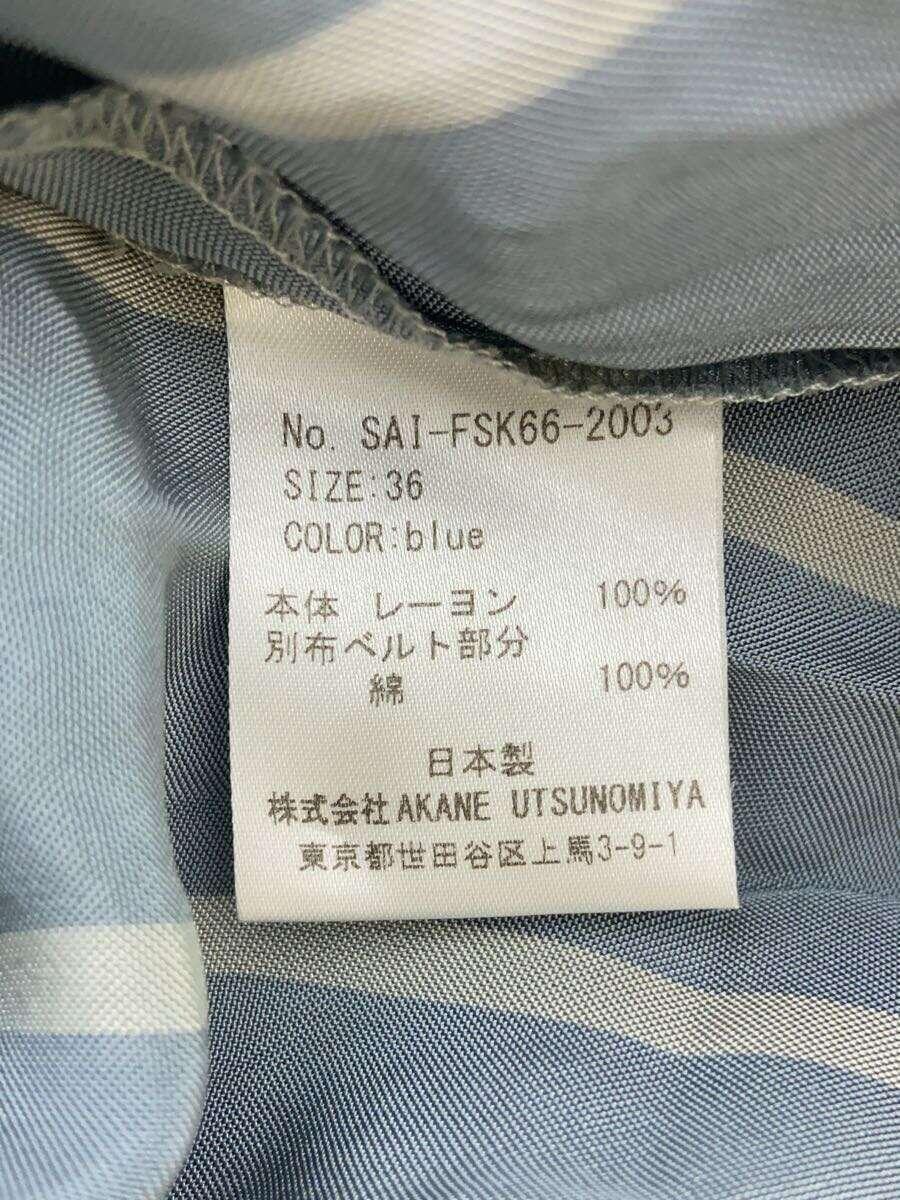 No. SAI-FSK66-2003
SIZE:36
COLOR:blue
本体 レーヨン 100%
別布ベルト部分
綿 100%
日本製
株式会社AKANE UTSUNOMIYA
東京都世田谷区上馬3-9-1